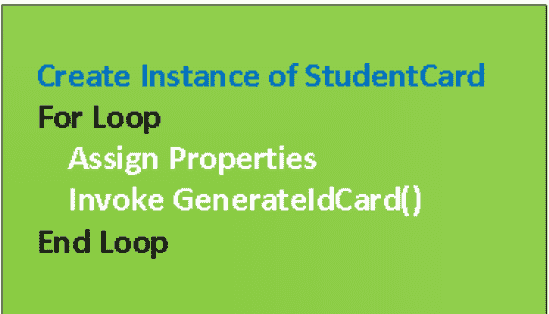 Create Instance of StudentCard
For Loop
Assign Properties
Invoke GenerateIdCard()
End Loop